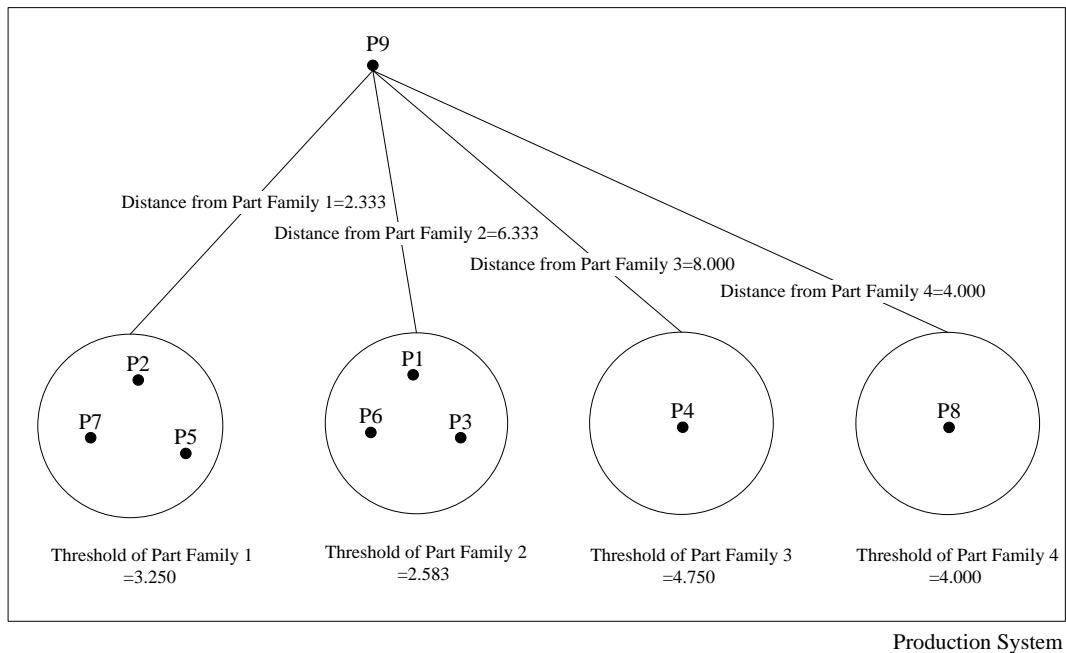 P9
Distance from Part Family 1=2.333
Distance from Part Family 2=6.333
Distance from Part Family 3=8.000
Distance from Part Family 4=4.000
P2
P7
P5
P1
P6
P3
P4
P8
Threshold of Part Family 1
=3.250
Threshold of Part Family 2
=2.583
Threshold of Part Family 3
=4.750
Threshold of Part Family 4
=4.000
Production System